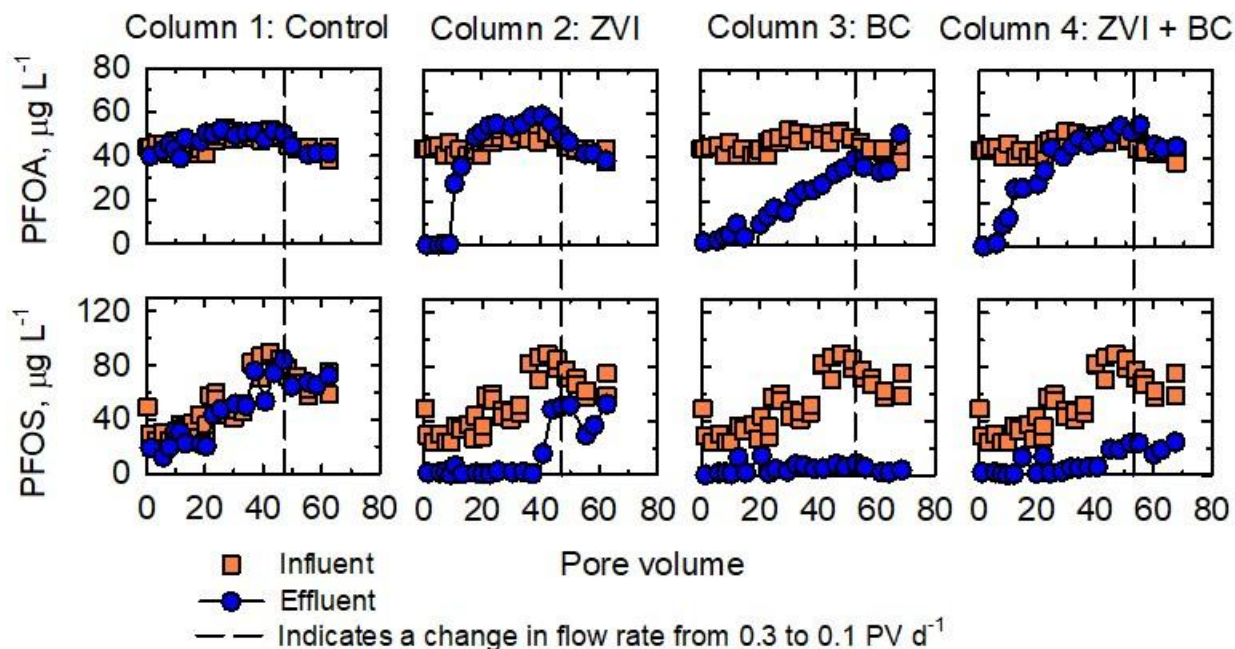 Column 1: Control Column 2: ZVI Column 3: BC Column 4: ZVI + BC
PFOA, µg L⁻¹
80
60
40
20
0
PFOS, µg L⁻¹
120
80
40
0
0 20 40 60 80 0 20 40 60 80 0 20 40 60 80 0 20 40 60 80
Pore volume
Influent
Effluent
Indicates a change in flow rate from 0.3 to 0.1 PV d⁻¹